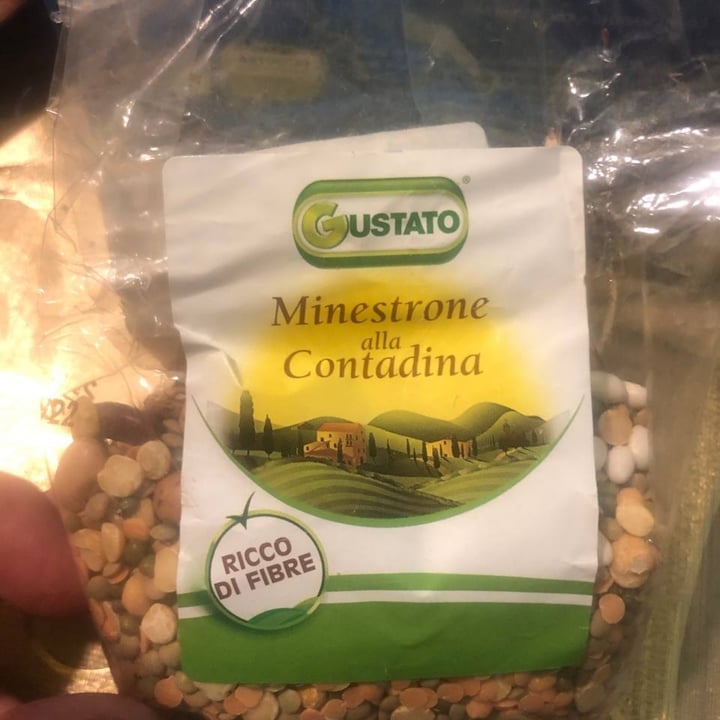 GUSTATO®
Minestrone
alla
Contadina
RICCO
DI FIBRE